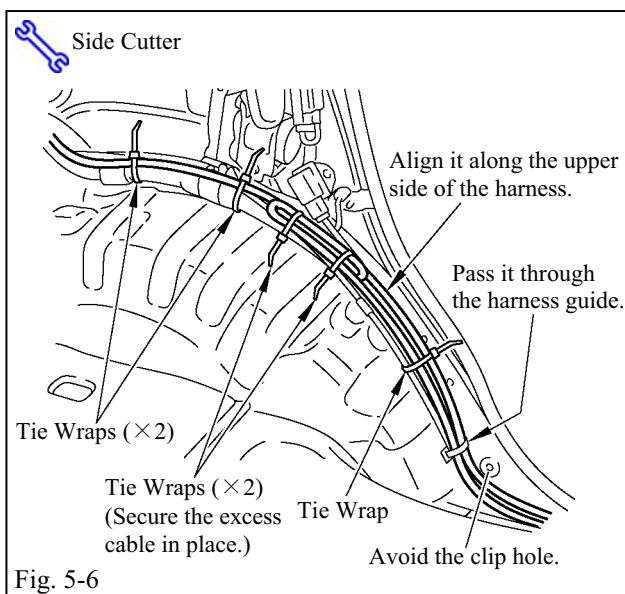 Side Cutter
Align it along the upper
side of the harness.
Pass it through
the harness guide.
Tie Wraps (×2)
Tie Wraps (×2)
(Secure the excess
cable in place.)
Tie Wrap
Avoid the clip hole.
Fig. 5-6